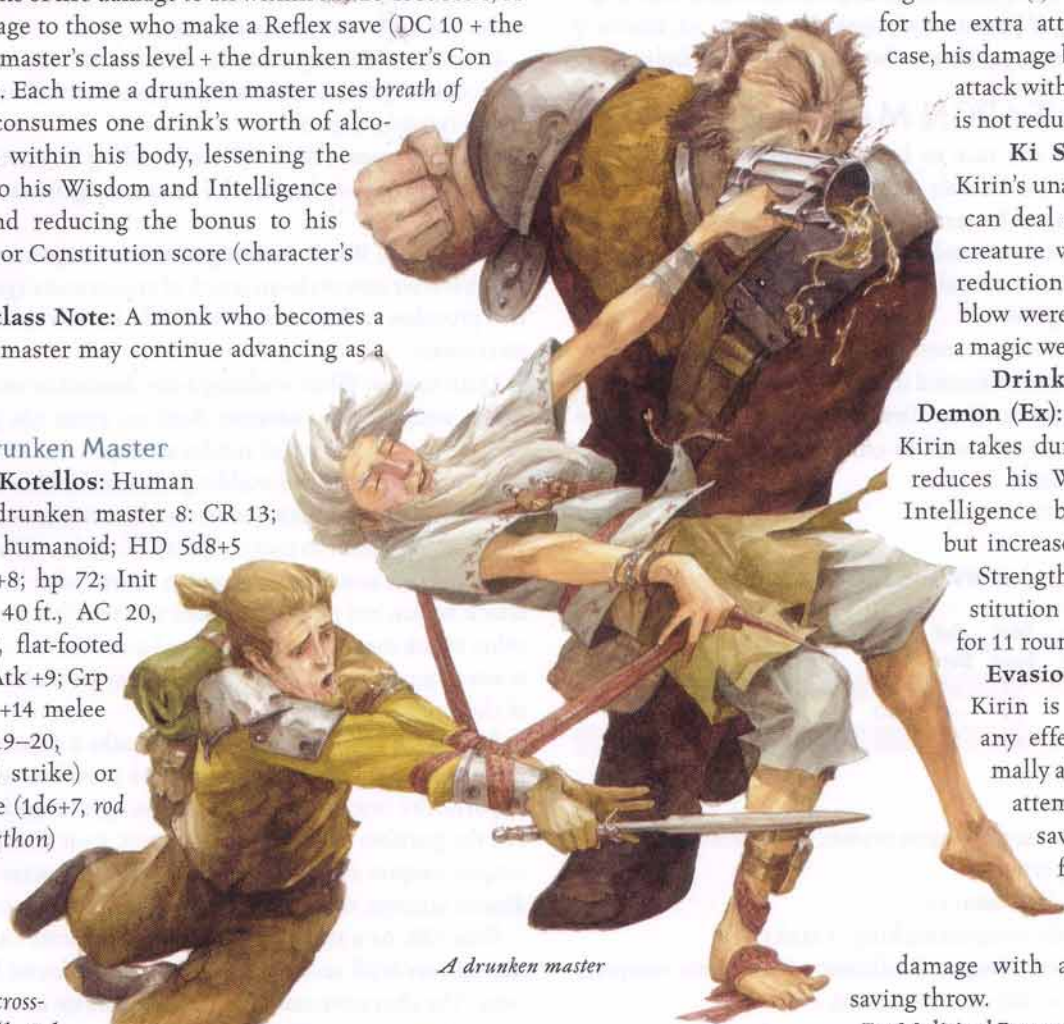 age to those who make a Reflex save (DC 10 + the
master's class level + the drunken master's Con
. Each time a drunken master uses breath of
consumes one drink's worth of alco-
within his body, lessening the
o his Wisdom and Intelligence
nd reducing the bonus to his
or Constitution score (character's
class Note: A monk who becomes a
master may continue advancing as a
runken Master
Kotellos: Human
drunken master 8: CR 13;
humanoid; HD 5d8+5
+8; hp 72; Init
40 ft., AC 20,
, flat-footed
Atk +9; Grp
+14 melee
19–20,
strike) or
e (1d6+7, rod
ython)
cross-
A drunken master
for the extra att
case, his damage
attack with
is not redu
Ki S
Kirin's una
can deal
creature w
reduction
blow were
a magic we
Drink
Demon (Ex):
Kirin takes du
reduces his W
Intelligence b
but increase
Strength
stitution
for 11 roun
Evasio
Kirin is
any effe
mally a
attem
sav
f
damage with a
saving throw.